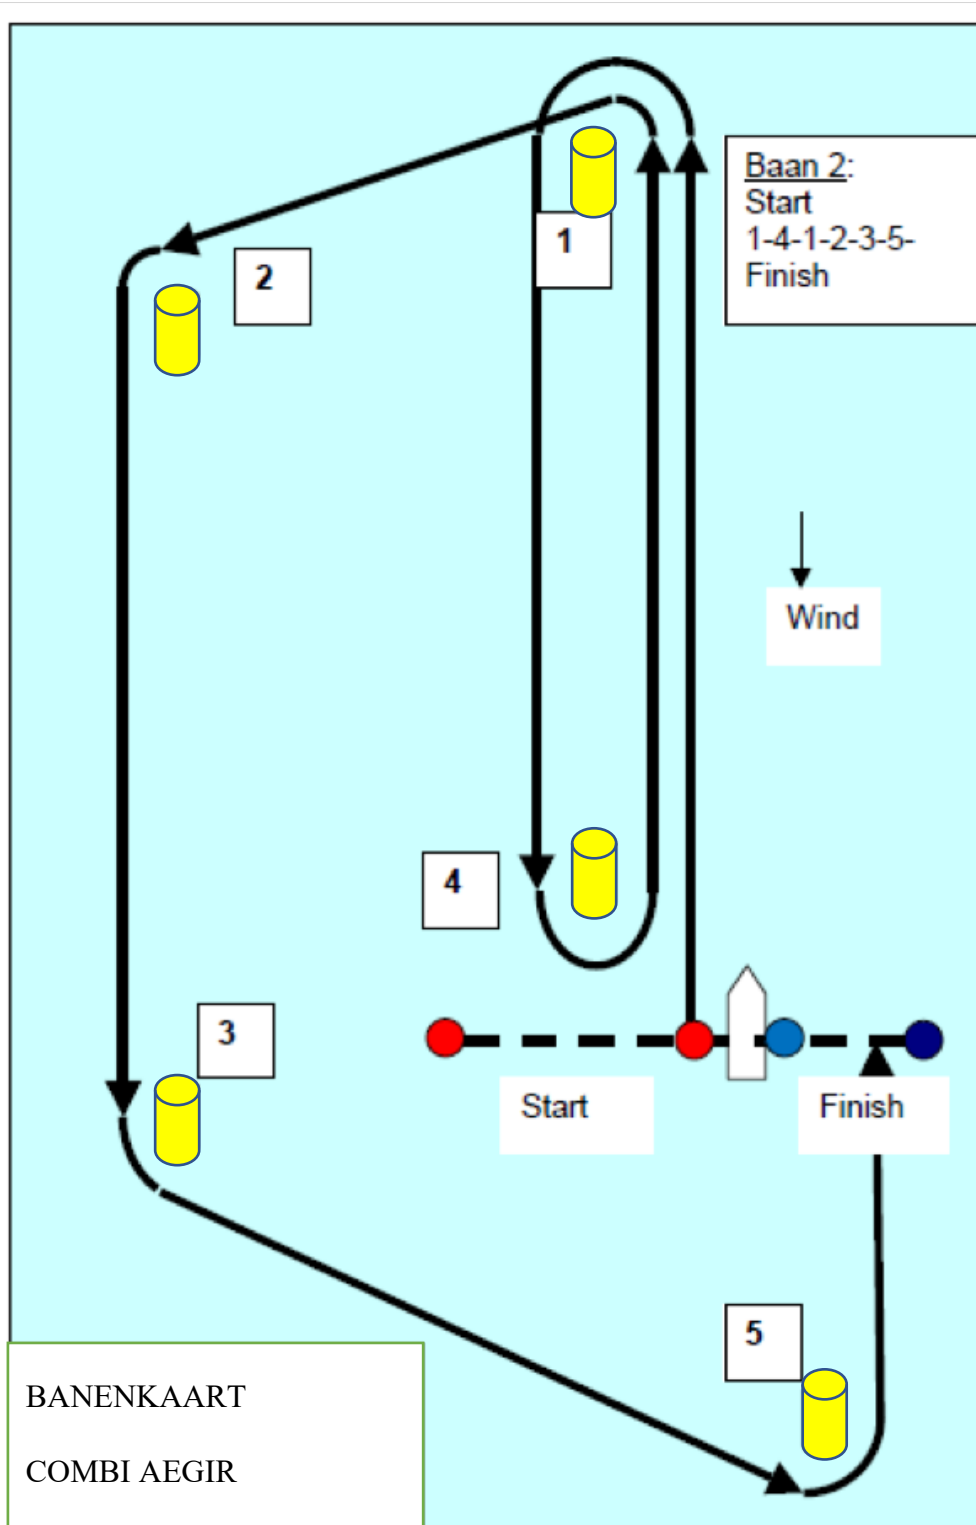 Baan 2:
Start
1-4-1-2-3-5-
Finish
1
2
Wind
4
3
Start
Finish
5
BANENKAART
COMBI AEGIR